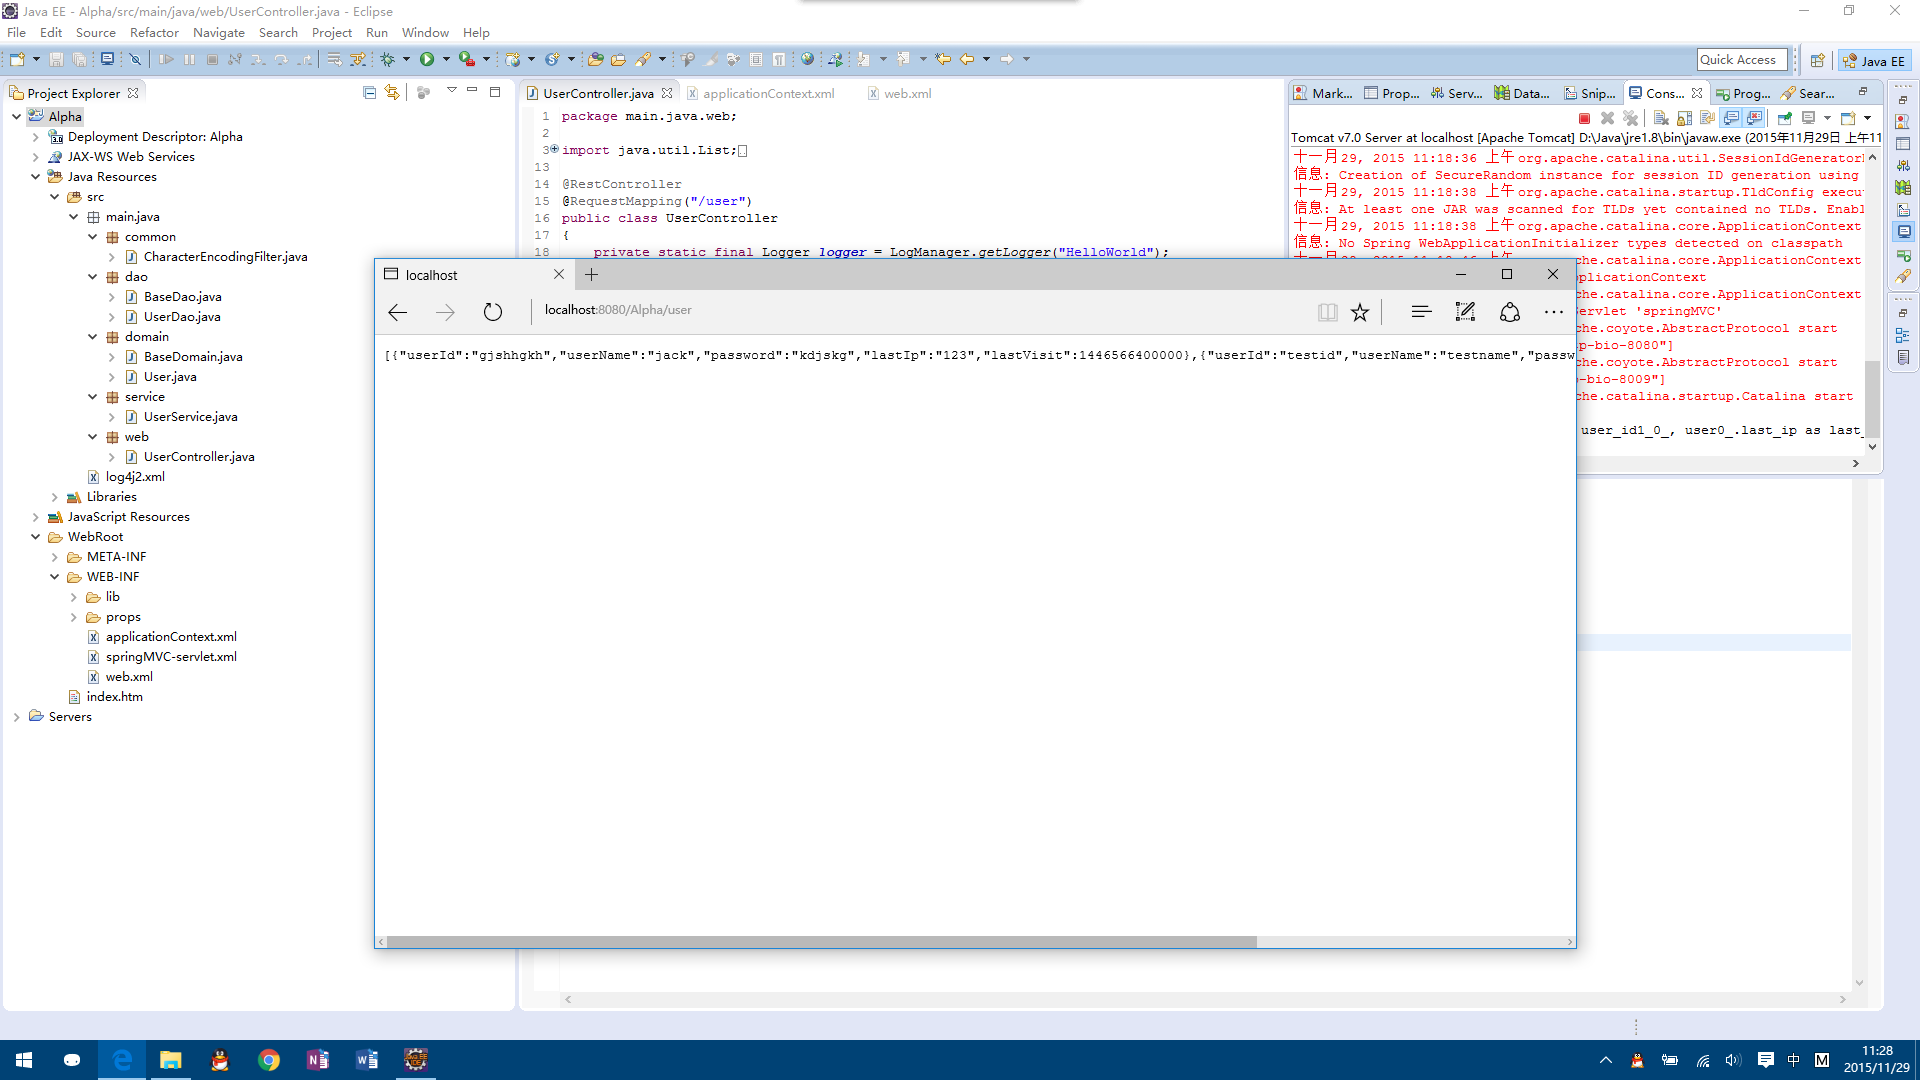 Java EE - Alpha/src/main/java/web/UserController.java - Eclipse
File Edit Source Refactor Navigate Search Project Run Window Help
Quick Access
Java EE
Project Explorer
Alpha
Deployment Descriptor: Alpha
JAX-WS Web Services
Java Resources
src
main.java
common
CharacterEncodingFilter.java
dao
BaseDao.java
UserDao.java
domain
BaseDomain.java
User.java
service
UserService.java
web
UserController.java
log4j2.xml
Libraries
JavaScript Resources
WebRoot
META-INF
WEB-INF
lib
props
applicationContext.xml
springMVC-servlet.xml
web.xml
index.htm
Servers
UserController.java applicationContext.xml web.xml
1 package main.java.web;
2
3 import java.util.List;
13
14 @RestController
15 @RequestMapping("/user")
16 public class UserController
17 {
18 private static final Logger logger = LogManager.getLogger("HelloWorld");
Mark... Prop... Serv... Data... Snip... Cons... Prog... Sear...
Tomcat v7.0 Server at localhost [Apache Tomcat] D:\Java\jre1.8\bin\javaw.exe (2015年11月29日 上午11
十一月 29, 2015 11:18:36 上午 org.apache.catalina.util.SessionIdGenerator
信息: Creation of SecureRandom instance for session ID generation using
十一月 29, 2015 11:18:38 上午 org.apache.catalina.startup.TldConfig execu
信息: At least one JAR was scanned for TLDs yet contained no TLDs. Enabl
十一月 29, 2015 11:18:38 上午 org.apache.catalina.core.ApplicationContext
信息: No Spring WebApplicationInitializer types detected on classpath
che.catalina.core.ApplicationContext
pplicationContext
che.catalina.core.ApplicationContext
Servlet 'springMVC'
che.coyote.AbstractProtocol start
p-bio-8080"]
che.coyote.AbstractProtocol start
p-bio-8009"]
che.catalina.startup.Catalina start
user_id1_0_, user0_.last_ip as last_
localhost
localhost:8080/Alpha/user
[{"userId":"gjshhgkh","userName":"jack","password":"kdjskg","lastIp":"123","lastVisit":1446566400000},{"userId":"testid","userName":"testname","passw
中 M
11:28
2015/11/29